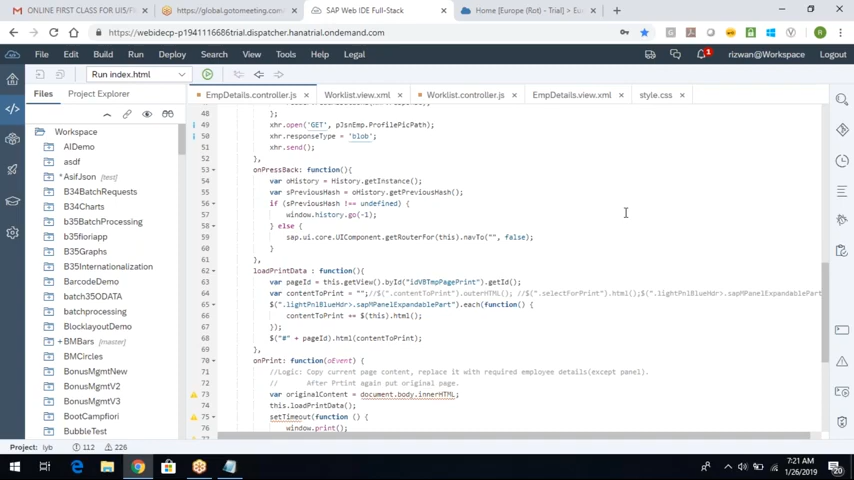 ONLINE FIRST CLASS FOR UI5/FI
https://global.gotomeeting.com/
SAP Web IDE Full-Stack
Home [Europe (Rot) - Trial] > Eu
https://webidecp-p1941116686trial.dispatcher.hanatrial.ondemand.com
R
File Edit Build Run Deploy Search View Tools Help Legal
1 rizwan@Workspace Logout
Run index.html
Files Project Explorer
EmpDetails.controller.js Worklist.view.xml Worklist.controller.js EmpDetails.view.xml style.css
Workspace
AIDemo
asdf
* AsifJson [test]
B34BatchRequests
B34Charts
b35BatchProcessing
b35fioriapp
B35Graphs
B35Internalization
BarcodeDemo
batch35ODATA
batchprocessing
BlocklayoutDemo
BMBars [master]
BMCircles
BonusMangmtNew
BonusMangmtV2
BonusMangmtV3
BootCampfiori
BubbleTest
48 };
49 xhr.open('GET', pJsnEmp.ProfilePicPath);
50 xhr.responseType = 'blob';
51 xhr.send();
52 },
53 onPressBack: function(){
54 var oHistory = History.getInstance();
55 var sPreviousHash = oHistory.getPreviousHash();
56 if (sPreviousHash !== undefined) {
57 window.history.go(-1);
58 } else {
59 sap.ui.core.UIComponent.getRouterFor(this).navTo("", false);
60 }
61 },
62 loadPrintData : function(){
63 var pageId = this.getView().byId("idVBTmpPagePrint").getId();
64 var contentToPrint = "";//$(".contentToPrint").outerHTML(); //$(".selectforPrint").html();$(".lightPnlBlueHdr>.sapMPanelExpandablePart")
65 $(".lightPnlBlueHdr>.sapMPanelExpandablePart").each(function() {
66 contentToPrint += $(this).html();
67 });
68 $("#" + pageId).html(contentToPrint);
69 },
70 onPrint: function(oEvent) {
71 //Logic: Copy current page content, replace it with required employee details(except panel).
72 // After Prtint again put original page.
73 var originalContent = document.body.innerHTML;
74 this.loadPrintData();
75 setTimeout(function () {
76 window.print();
Project: iyb 112 226
7:21 AM
1/26/2019
20